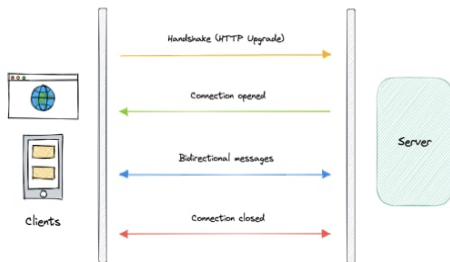 Handshake (HTTP Upgrade)
Connection opened
Bidirectional messages
Connection closed
Clients
Server